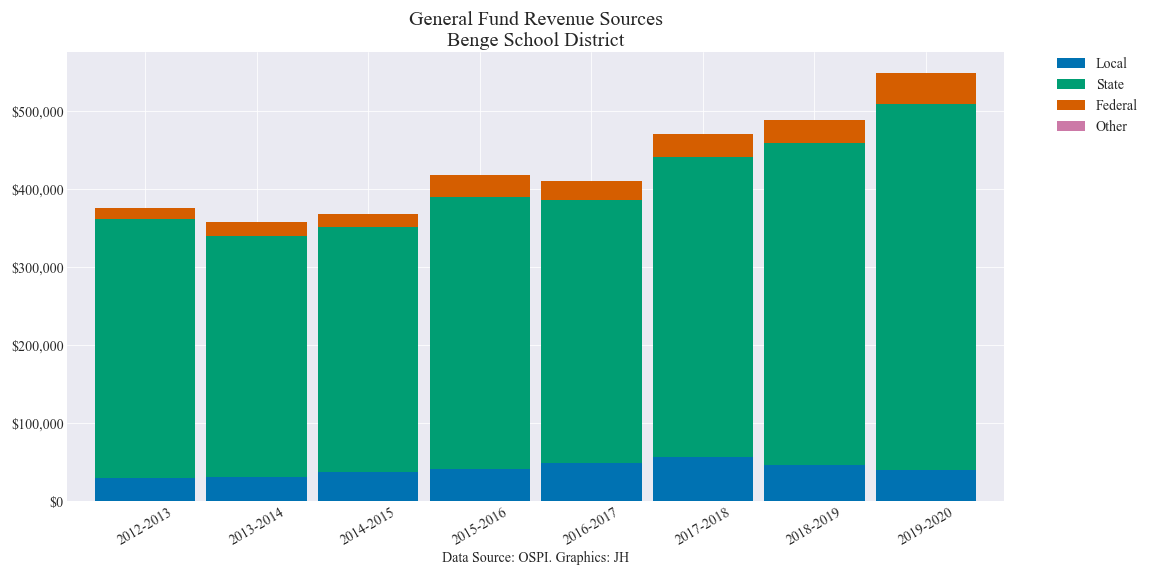 General Fund Revenue Sources
Benge School District
Local
State
Federal
Other
$500,000
$400,000
$300,000
$200,000
$100,000
$0
2012-2013
2013-2014
2014-2015
2015-2016
2016-2017
2017-2018
2018-2019
2019-2020
Data Source: OSPI. Graphics: JH